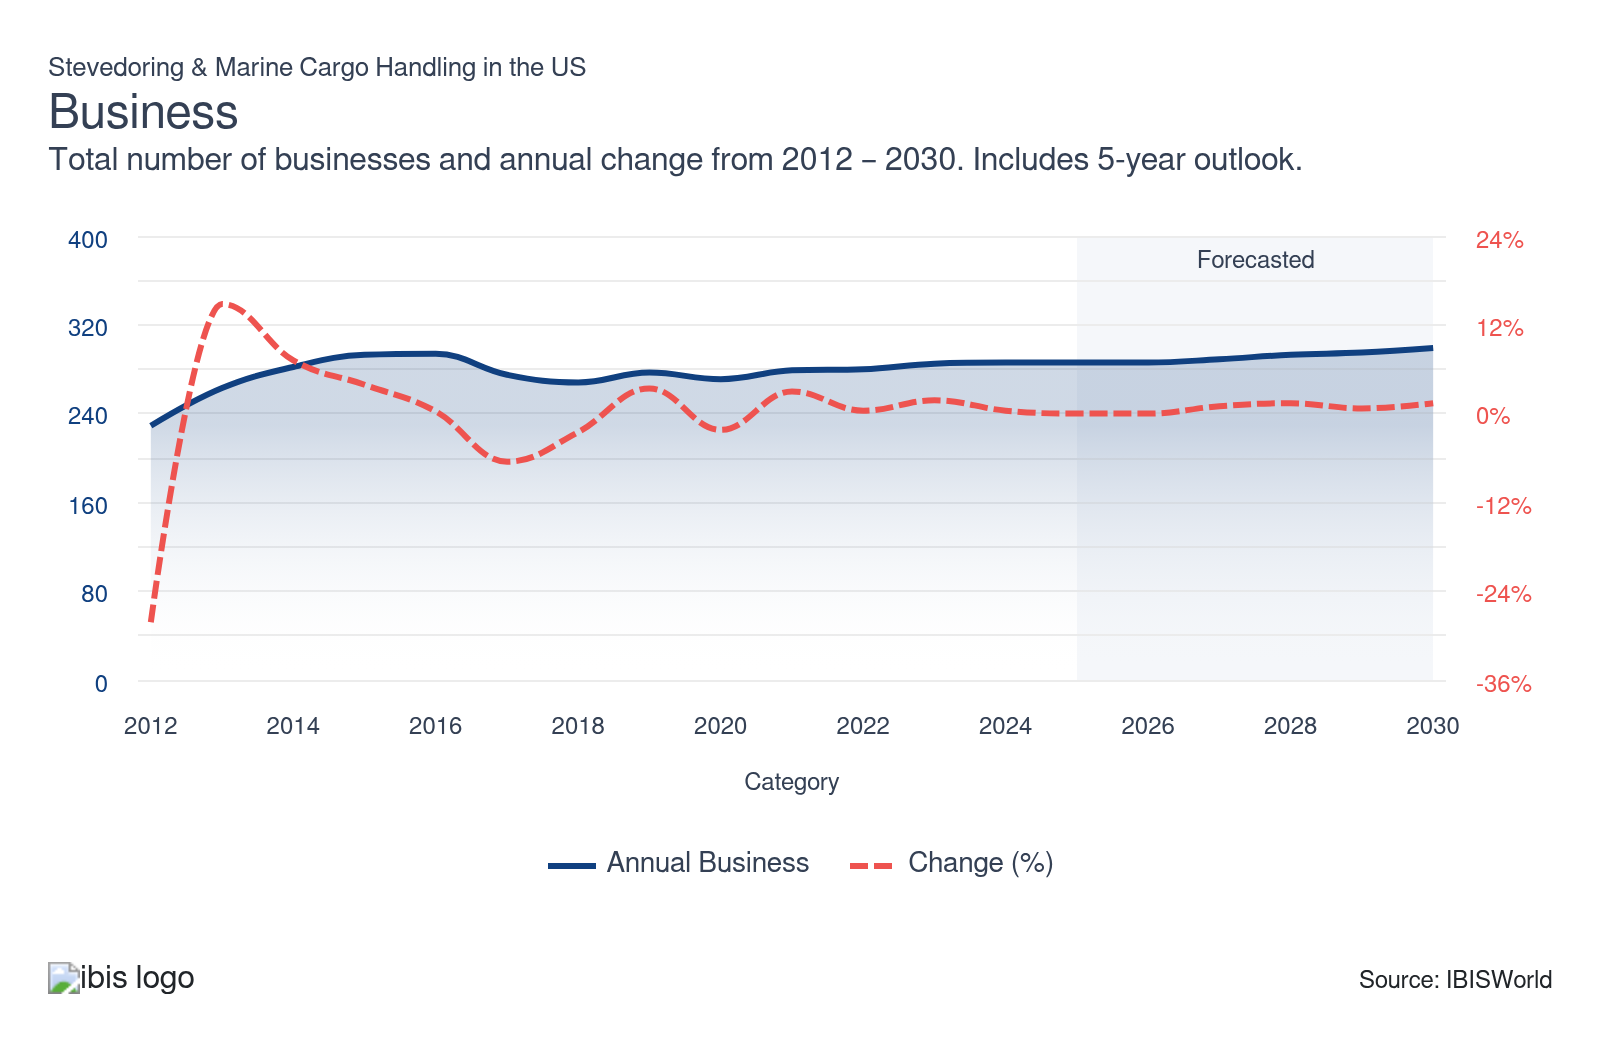 Stevedoring & Marine Cargo Handling in the US
Business
Total number of businesses and annual change from 2012 – 2030. Includes 5-year outlook.
400
24%
Forecasted
320
12%
240
0%
160
-12%
80
-24%
0
-36%
2012 2014 2016 2018 2020 2022 2024 2026 2028 2030
Category
Annual Business Change (%)
ibis logo
Source: IBISWorld